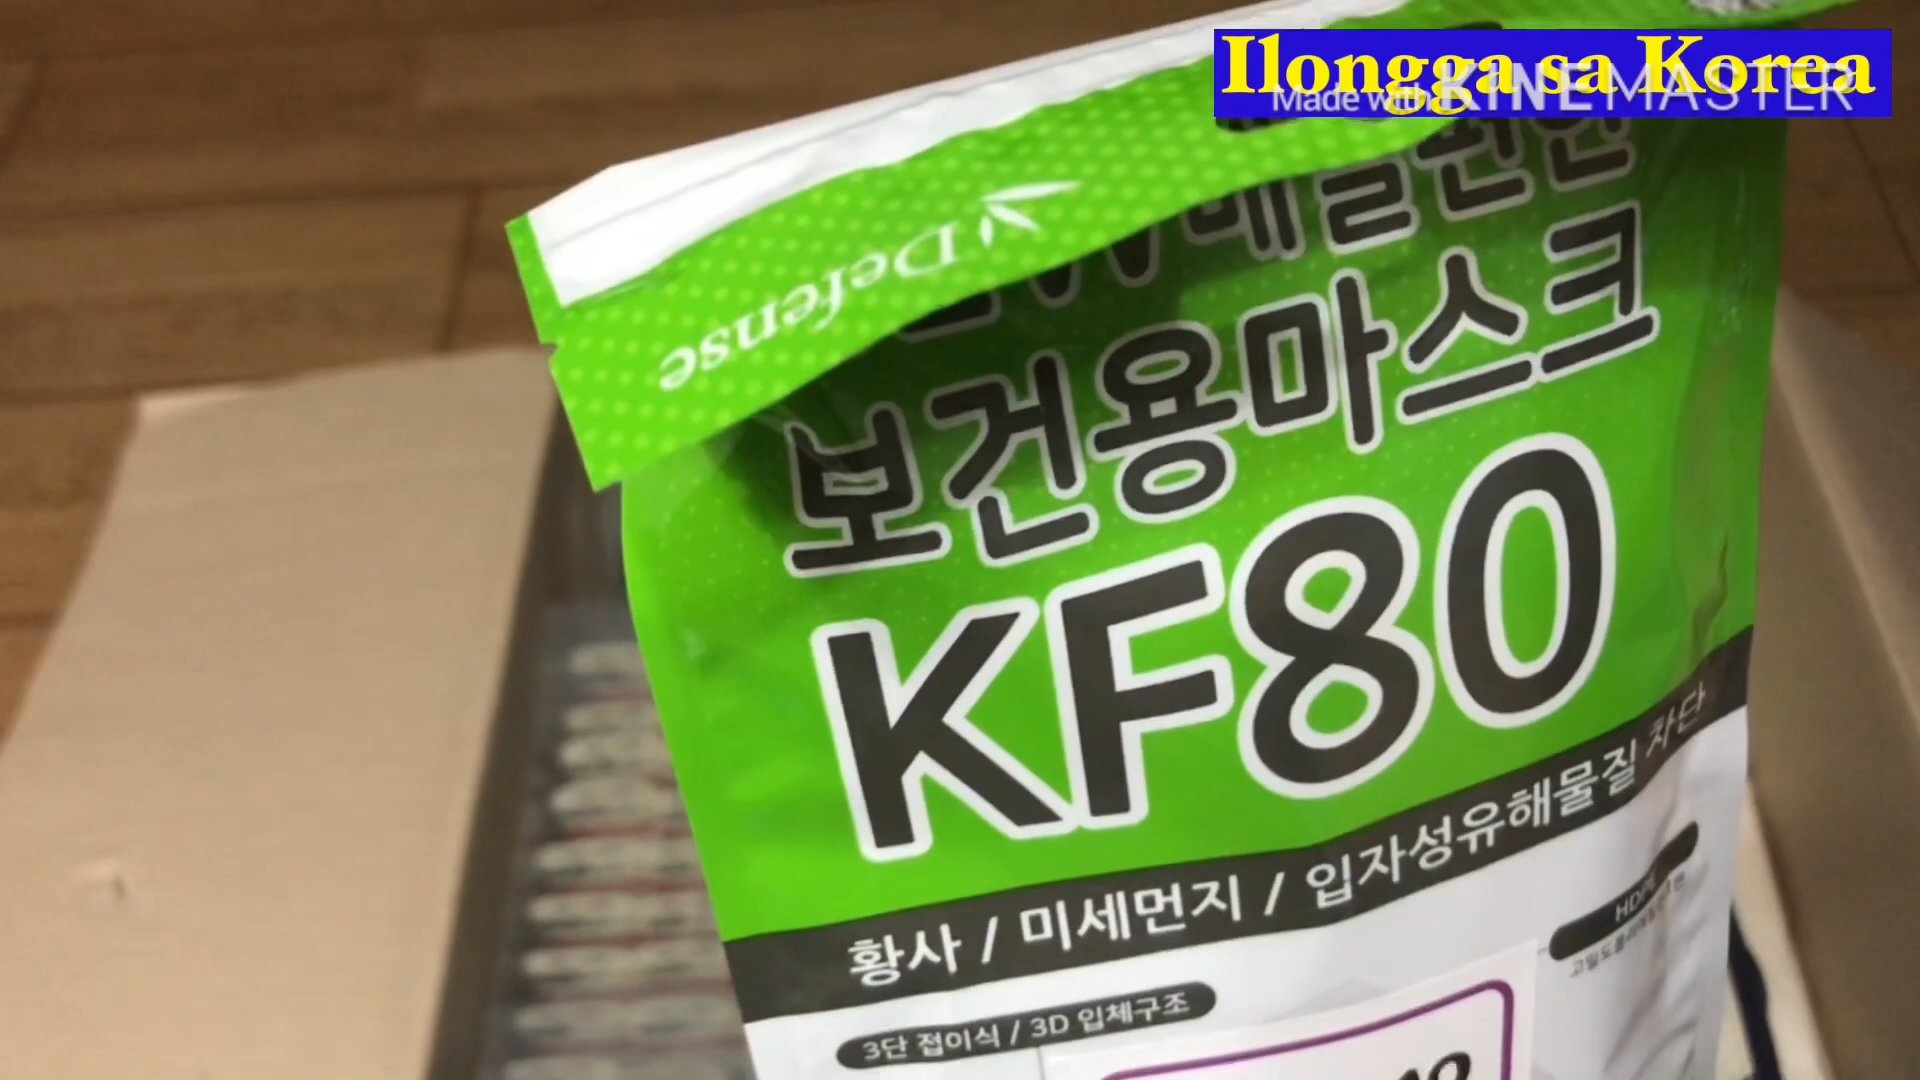 Ilongga sa Korea
Made with KINEMASTER
Defense
보건용마스크
KF80
황사 / 미세먼지 / 입자성유해물질 차단
HDPE
3단 접이식 / 3D 입체구조